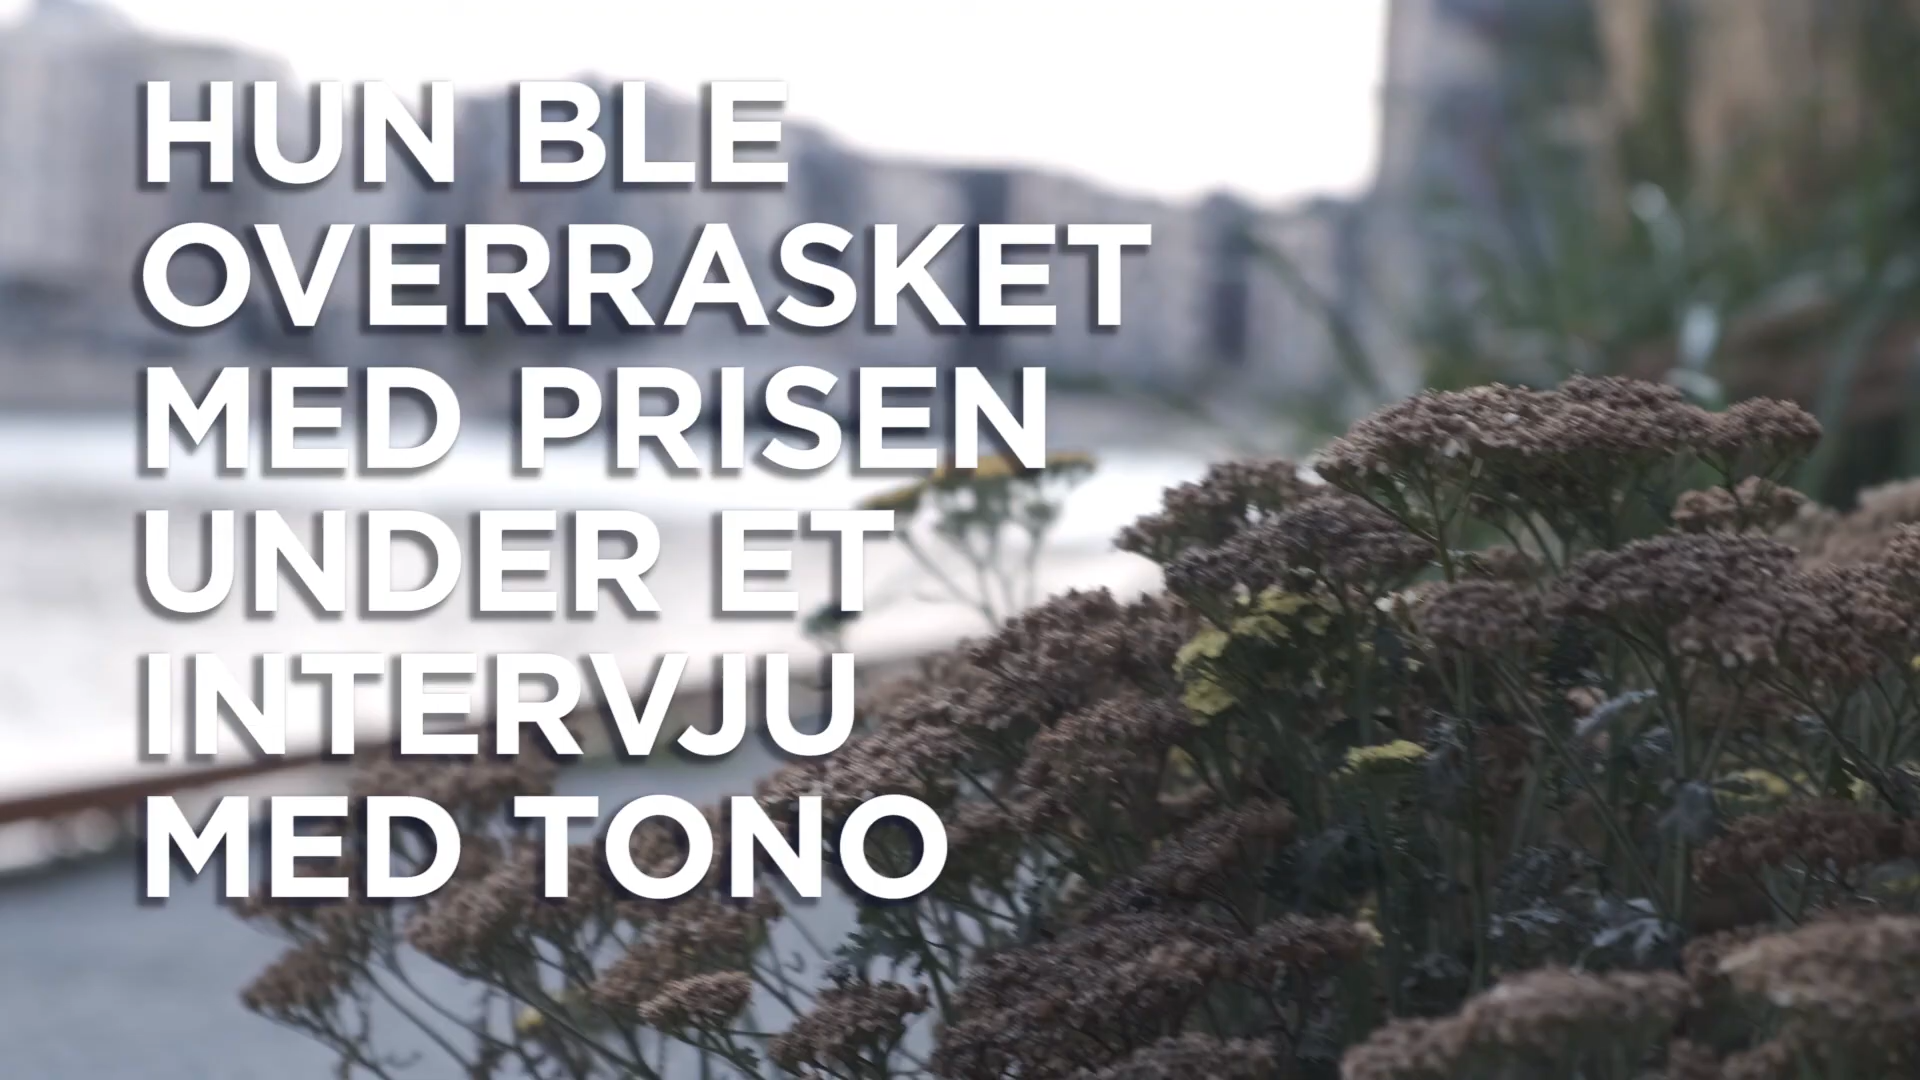 HUN BLE
OVERRASKET
MED PRISEN
UNDER ET
INTERVJU
MED TONO